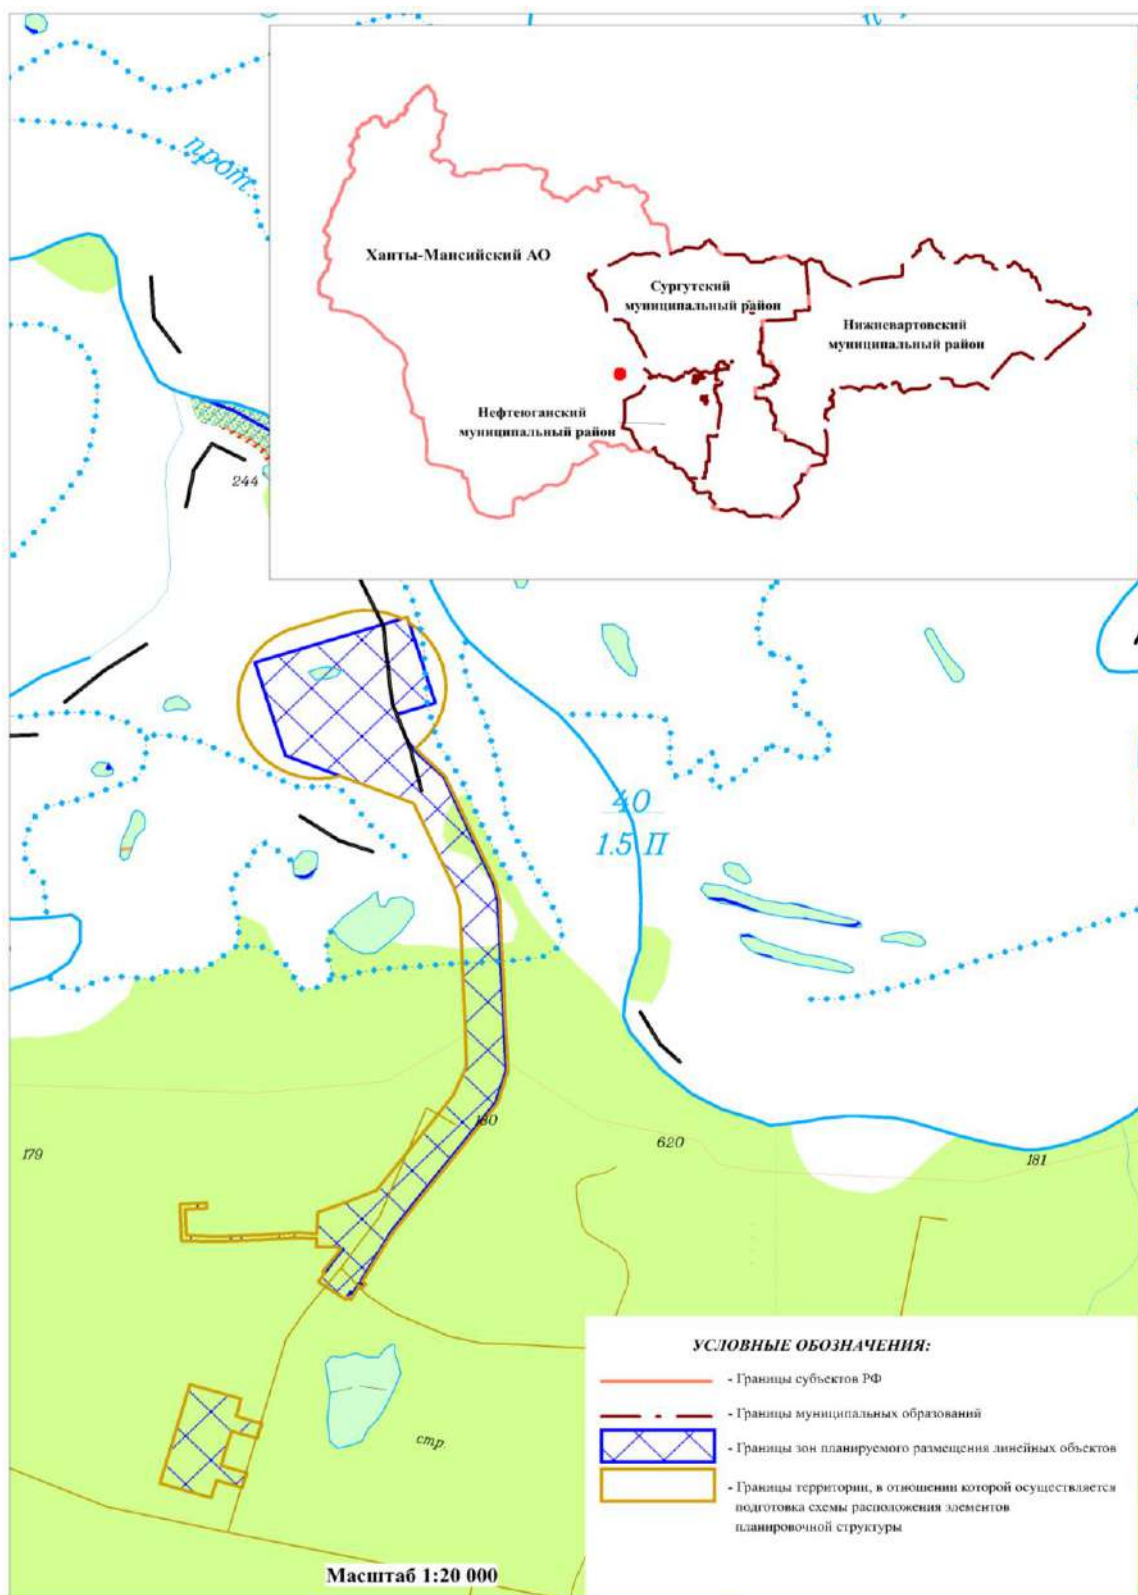 прот.
Ханты-Мансийский АО
Сургутский
муниципальный район
Нижневартовский
муниципальный район
Нефтеюганский
муниципальный район
244
40
1.5 П
180
179
620
181
стр.
УСЛОВНЫЕ ОБОЗНАЧЕНИЯ:
- Границы субъектов РФ
- Границы муниципальных образований
- Границы зон планируемого размещения линейных объектов
- Границы территории, в отношении которой осуществляется
подготовка схемы расположения элементов
планировочной структуры
Масштаб 1:20 000